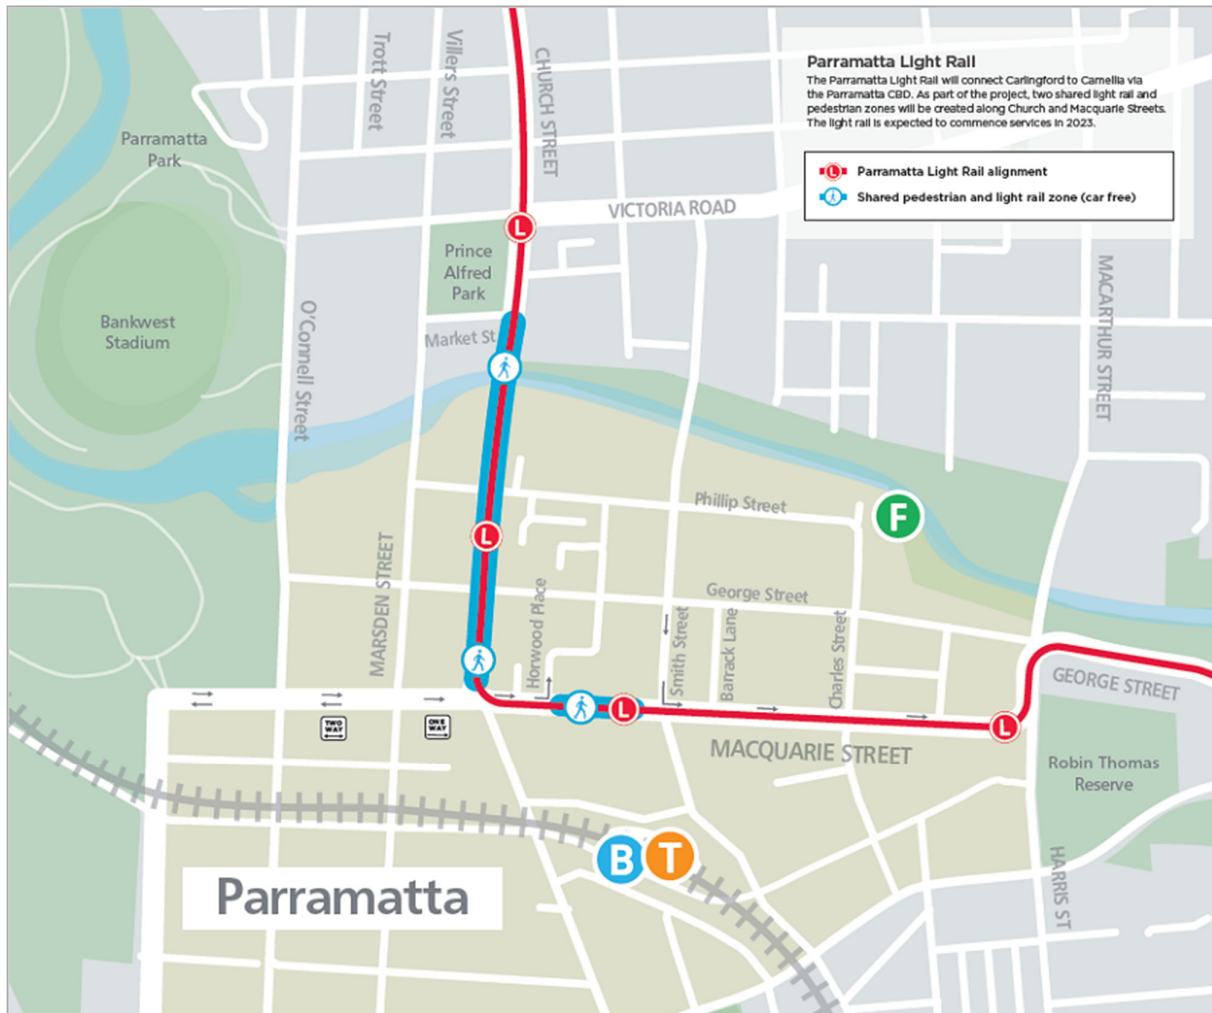 Parramatta Light Rail
The Parramatta Light Rail will connect Carlingford to Camellia via
the Parramatta CBD. As part of the project, two shared light rail and
pedestrian zones will be created along Church and Macquarie Streets.
The light rail is expected to commence services in 2023.
L Parramatta Light Rail alignment
Shared pedestrian and light rail zone (car free)
Trott Street
Villers Street
CHURCH STREET
Parramatta
Park
VICTORIA ROAD
L
Prince
Alfred
Park
MACARTHUR STREET
Bankwest
Stadium
O'Connell Street
Market St
Phillip Street
F
L
MARSDEN STREET
Horwood Place
George Street
Smith Street
Barrack Lane
Charles Street
GEORGE STREET
TWO
WAY
ONE
WAY
L
L
MACQUARIE STREET
Robin Thomas
Reserve
B T
HARRIS ST
Parramatta